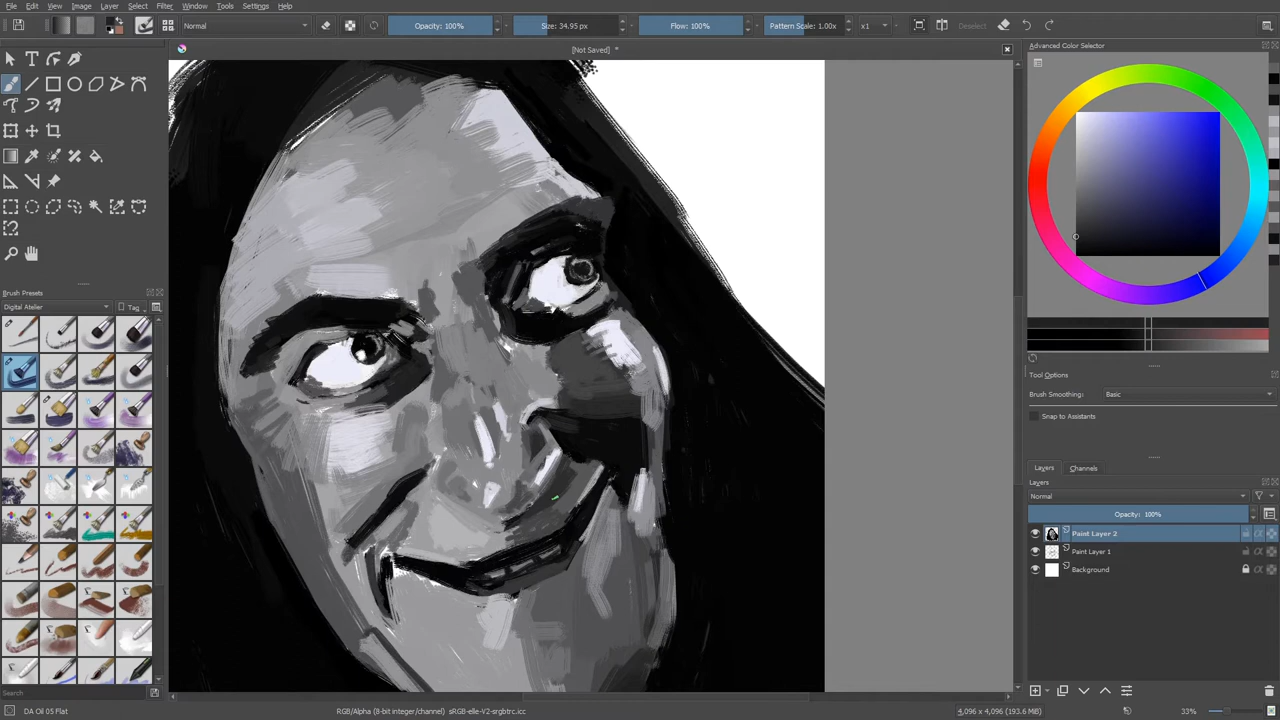 File Edit View Image Layer Select Filter Tools Windows Settings Help
Normal Opacity: 100% Size: 34.95 px Flow: 100% Pattern Scale: 1.00x x1 Deselect
[Not Saved] *
Advanced Color Selector
Brush Presets
Digital Atelier Tag
Tool Options
Brush Smoothing: Basic
Snap to Assistants
Layers Channels
Layers
Normal
Opacity: 100%
Paint Layer 2
Paint Layer 1
Background
Search
DA Oil 05 Flat RGB/Alpha (8-bit integer/channel) sRGB-elle-V2-srgbtrc.icc 4,096 x 4,096 (193.6 MiB) 33%